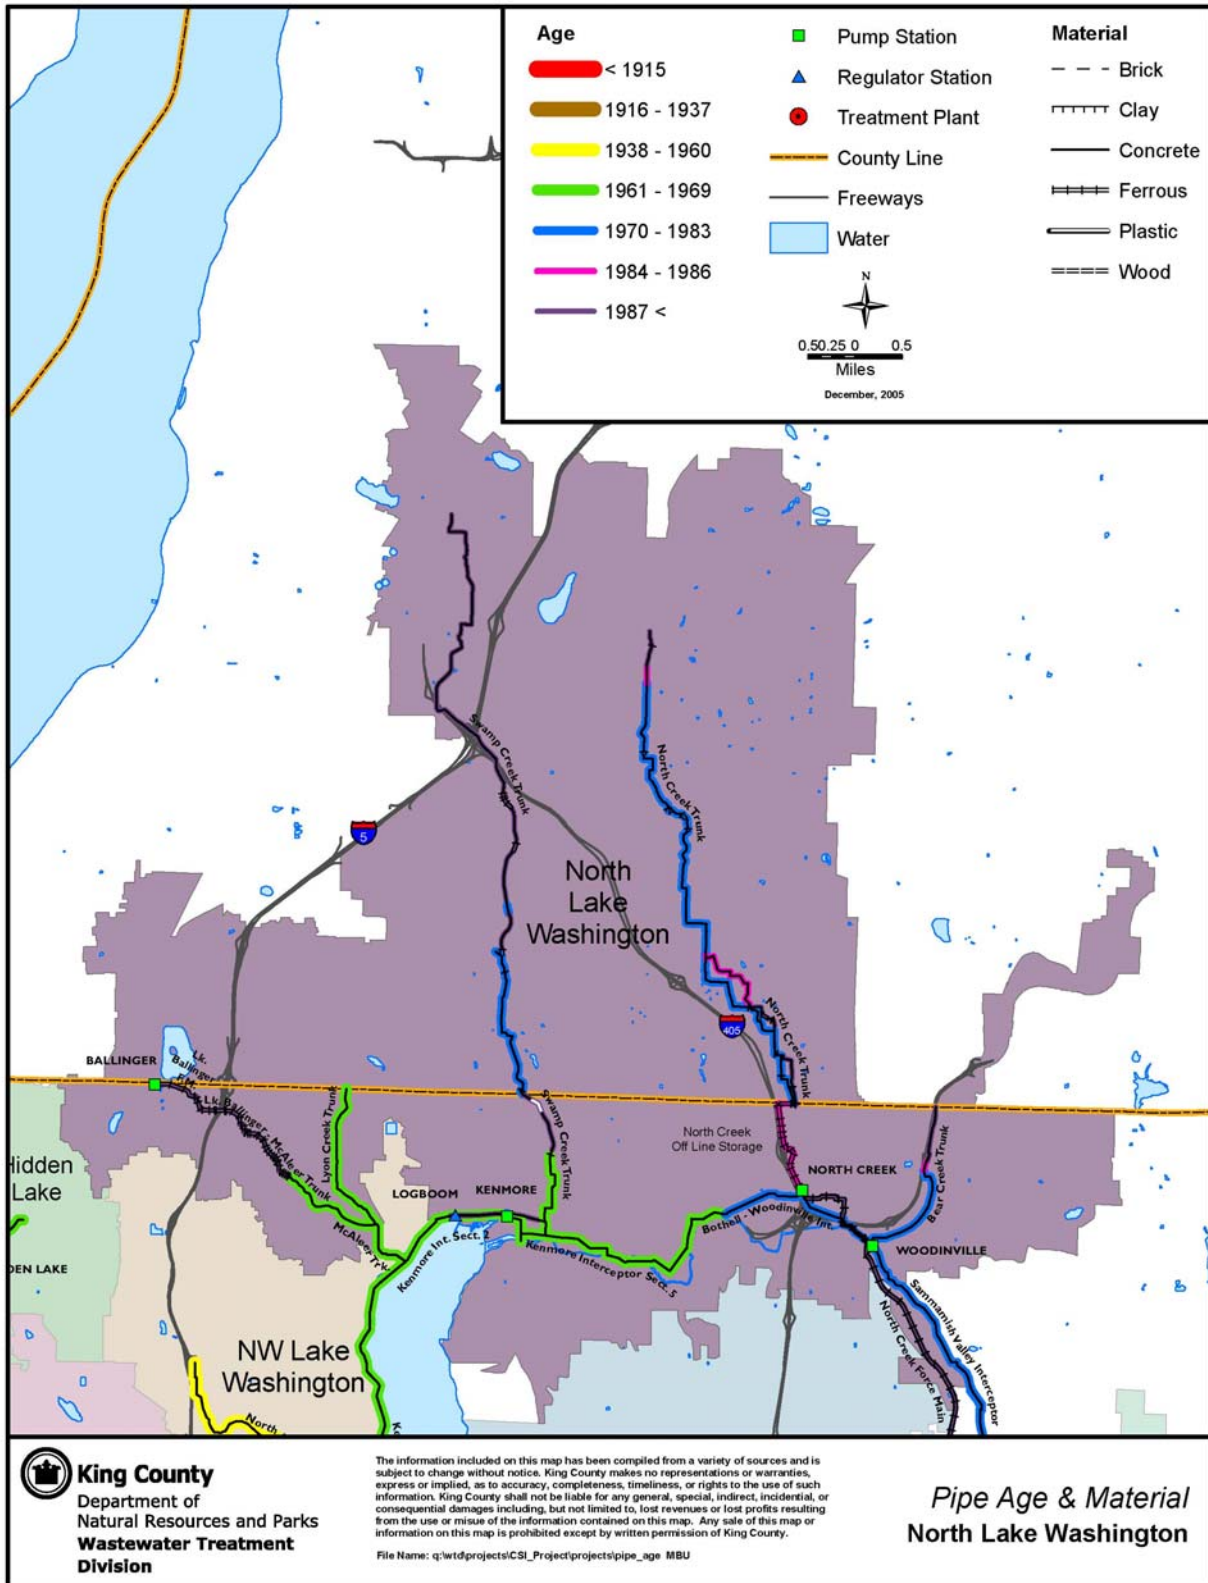 Age
< 1915
1916 - 1937
1938 - 1960
1961 - 1969
1970 - 1983
1984 - 1986
1987 <
Pump Station
Regulator Station
Treatment Plant
County Line
Freeways
Water
N
0.50.25 0 0.5
Miles
December, 2005
Material
Brick
Clay
Concrete
Ferrous
Plastic
Wood
Swamp Creek Trunk
North Creek Trunk
5
North
Lake
Washington
405
North Creek Trunk
BALLINGER
Lk.
Ballinger
F.M.
Lk. Ballinger - McAleer Trunk
Lyon Creek Trunk
Swamp Creek Trunk
North Creek
Off Line Storage
NORTH CREEK
Bear Creek Trunk
Hidden
Lake
LOGBOOM
KENMORE
McAleer Trk.
Kenmore Int. Sect. 2
Kenmore Interceptor Sect. 5
Bothell - Woodinville Int.
WOODINVILLE
DEN LAKE
Sammamish Valley Interceptor
North Creek Force Main
NW Lake
Washington
North
Ke
King County
Department of
Natural Resources and Parks
Wastewater Treatment
Division
The information included on this map has been compiled from a variety of sources and is
subject to change without notice. King County makes no representations or warranties,
express or implied, as to accuracy, completeness, timeliness, or rights to the use of such
information. King County shall not be liable for any general, special, indirect, incidental, or
consequential damages including, but not limited to, lost revenues or lost profits resulting
from the use or misue of the information contained on this map. Any sale of this map or
information on this map is prohibited except by written permission of King County.
File Name: q:\wtd\projects\CSI_Project\projects\pipe_age MBU
Pipe Age & Material
North Lake Washington